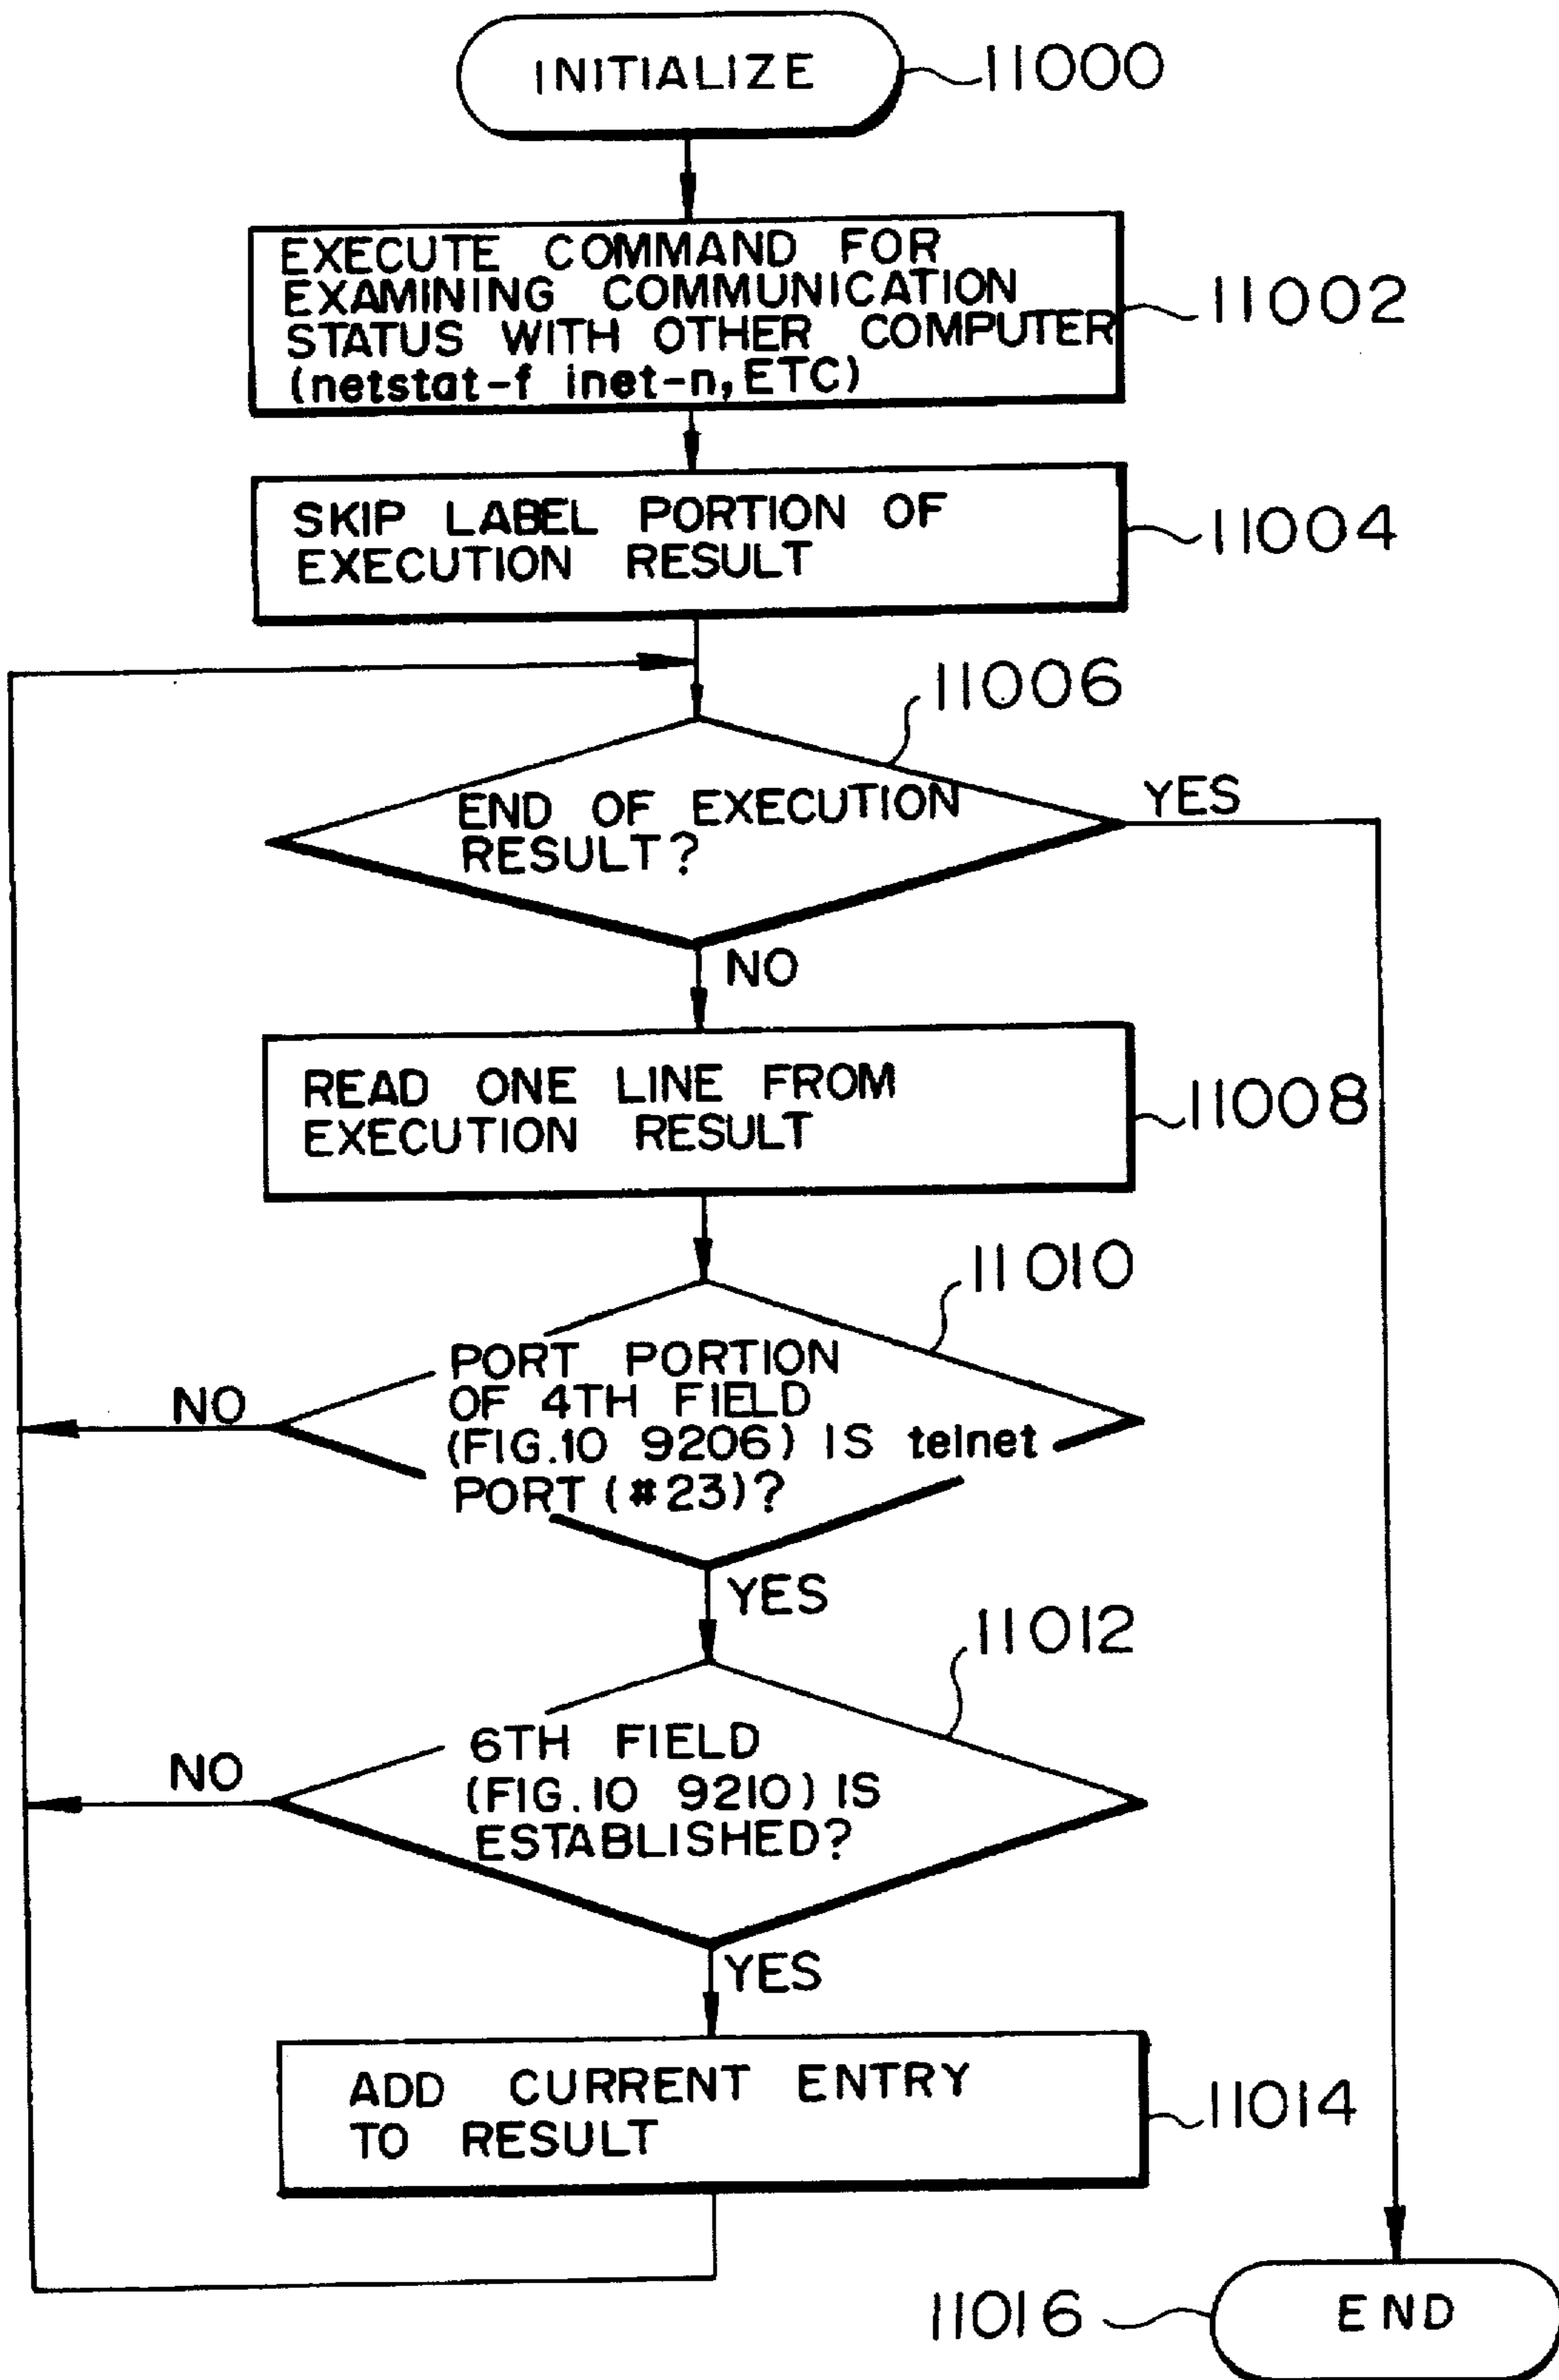 INITIALIZE
11000
EXECUTE COMMAND FOR
EXAMINING COMMUNICATION
STATUS WITH OTHER COMPUTER
(netstat-f inet-n, ETC)
11002
SKIP LABEL PORTION OF
EXECUTION RESULT
11004
11006
END OF EXECUTION
RESULT?
YES
NO
READ ONE LINE FROM
EXECUTION RESULT
11008
11010
PORT PORTION
OF 4TH FIELD
(FIG.10 9206) IS telnet
PORT (#23)?
NO
YES
11012
6TH FIELD
(FIG.10 9210) IS
ESTABLISHED?
NO
YES
ADD CURRENT ENTRY
TO RESULT
11014
11016
END